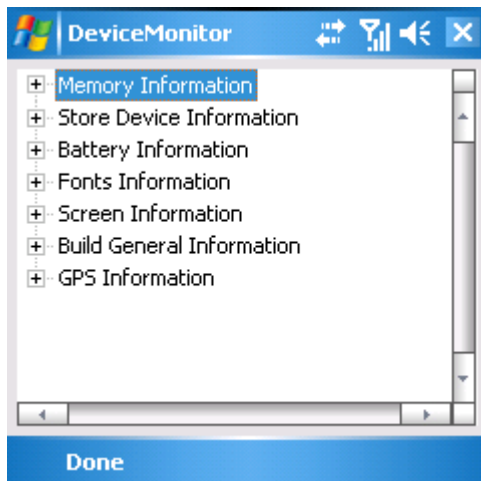 DeviceMonitor
Memory Information
Store Device Information
Battery Information
Fonts Information
Screen Information
Build General Information
GPS Information
Done